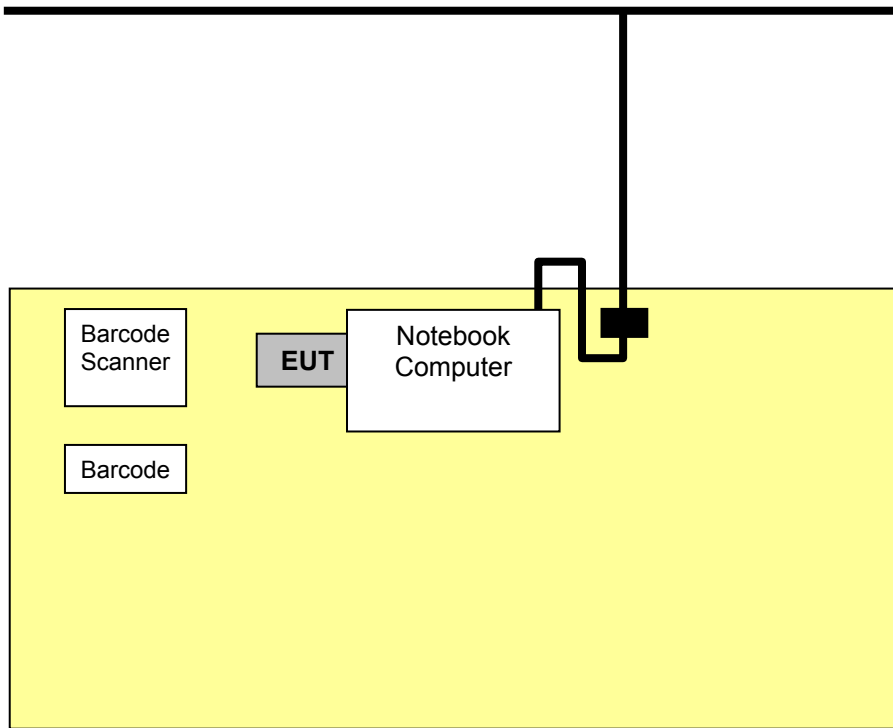 Barcode
Scanner
EUT
Notebook
Computer
Barcode